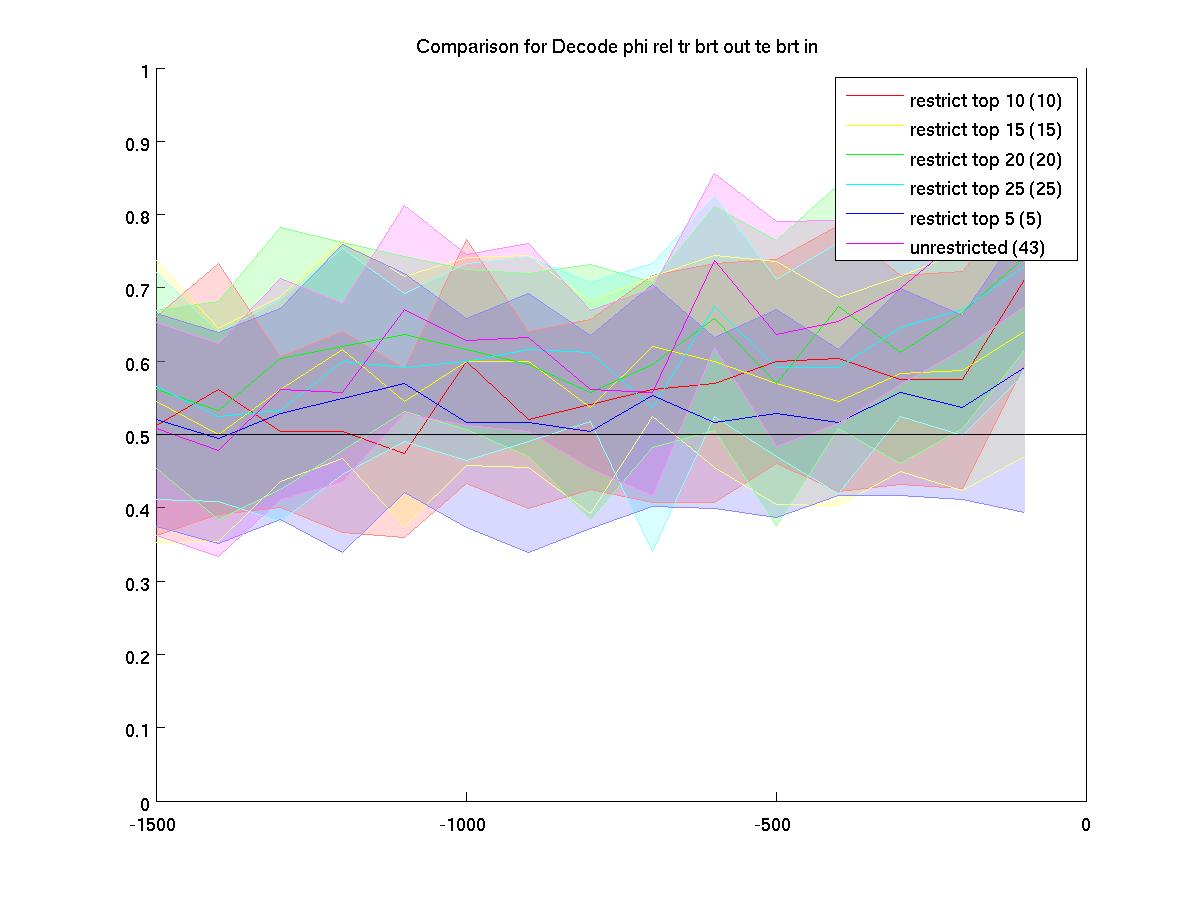 Comparison for Decode phi rel tr brt out te brt in
1
0.9
0.8
0.7
0.6
0.5
0.4
0.3
0.2
0.1
0
-1500
-1000
-500
0
restrict top 10 (10)
restrict top 15 (15)
restrict top 20 (20)
restrict top 25 (25)
restrict top 5 (5)
unrestricted (43)